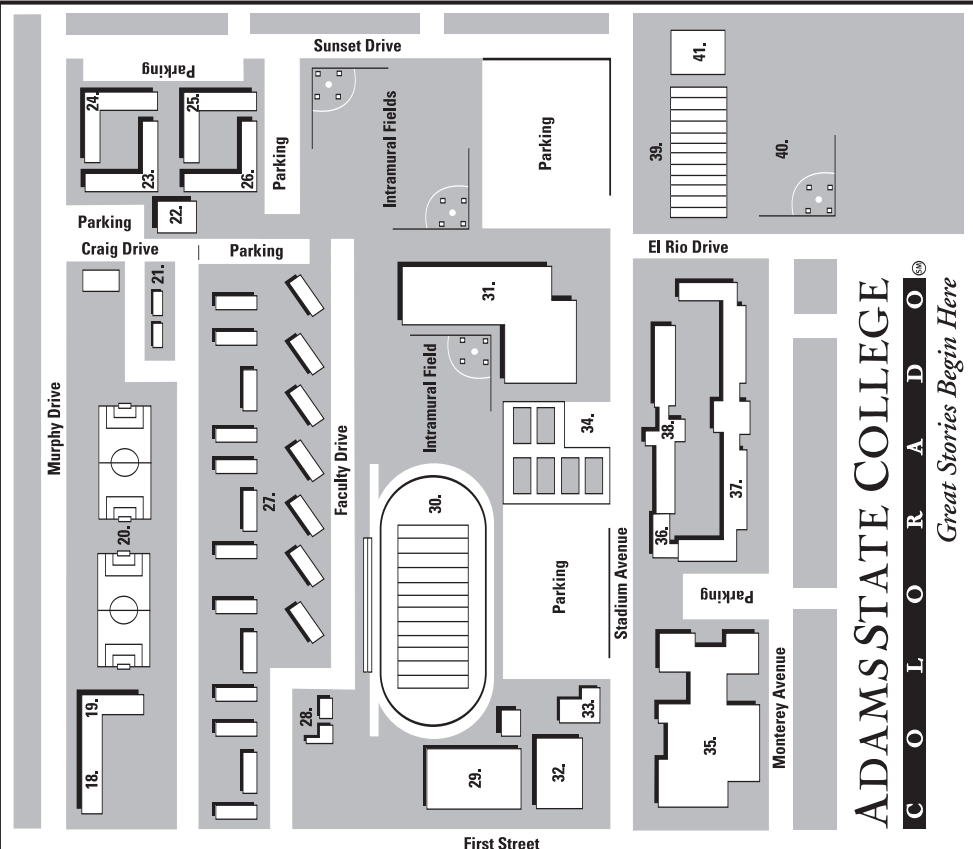 Sunset Drive
Parking
24.
25.
23.
26.
Parking
22.
Parking
Craig Drive
Parking
21.
Intramural Fields
Parking
41.
39.
40.
El Rio Drive
Murphy Drive
20.
27.
Faculty Drive
Intramural Field
31.
30.
34.
38.
37.
36.
Parking
Stadium Avenue
Parking
19.
18.
28.
29.
32.
33.
35.
Monterey Avenue
First Street
ADAMS STATE COLLEGE
COLORADO SM
Great Stories Begin Here